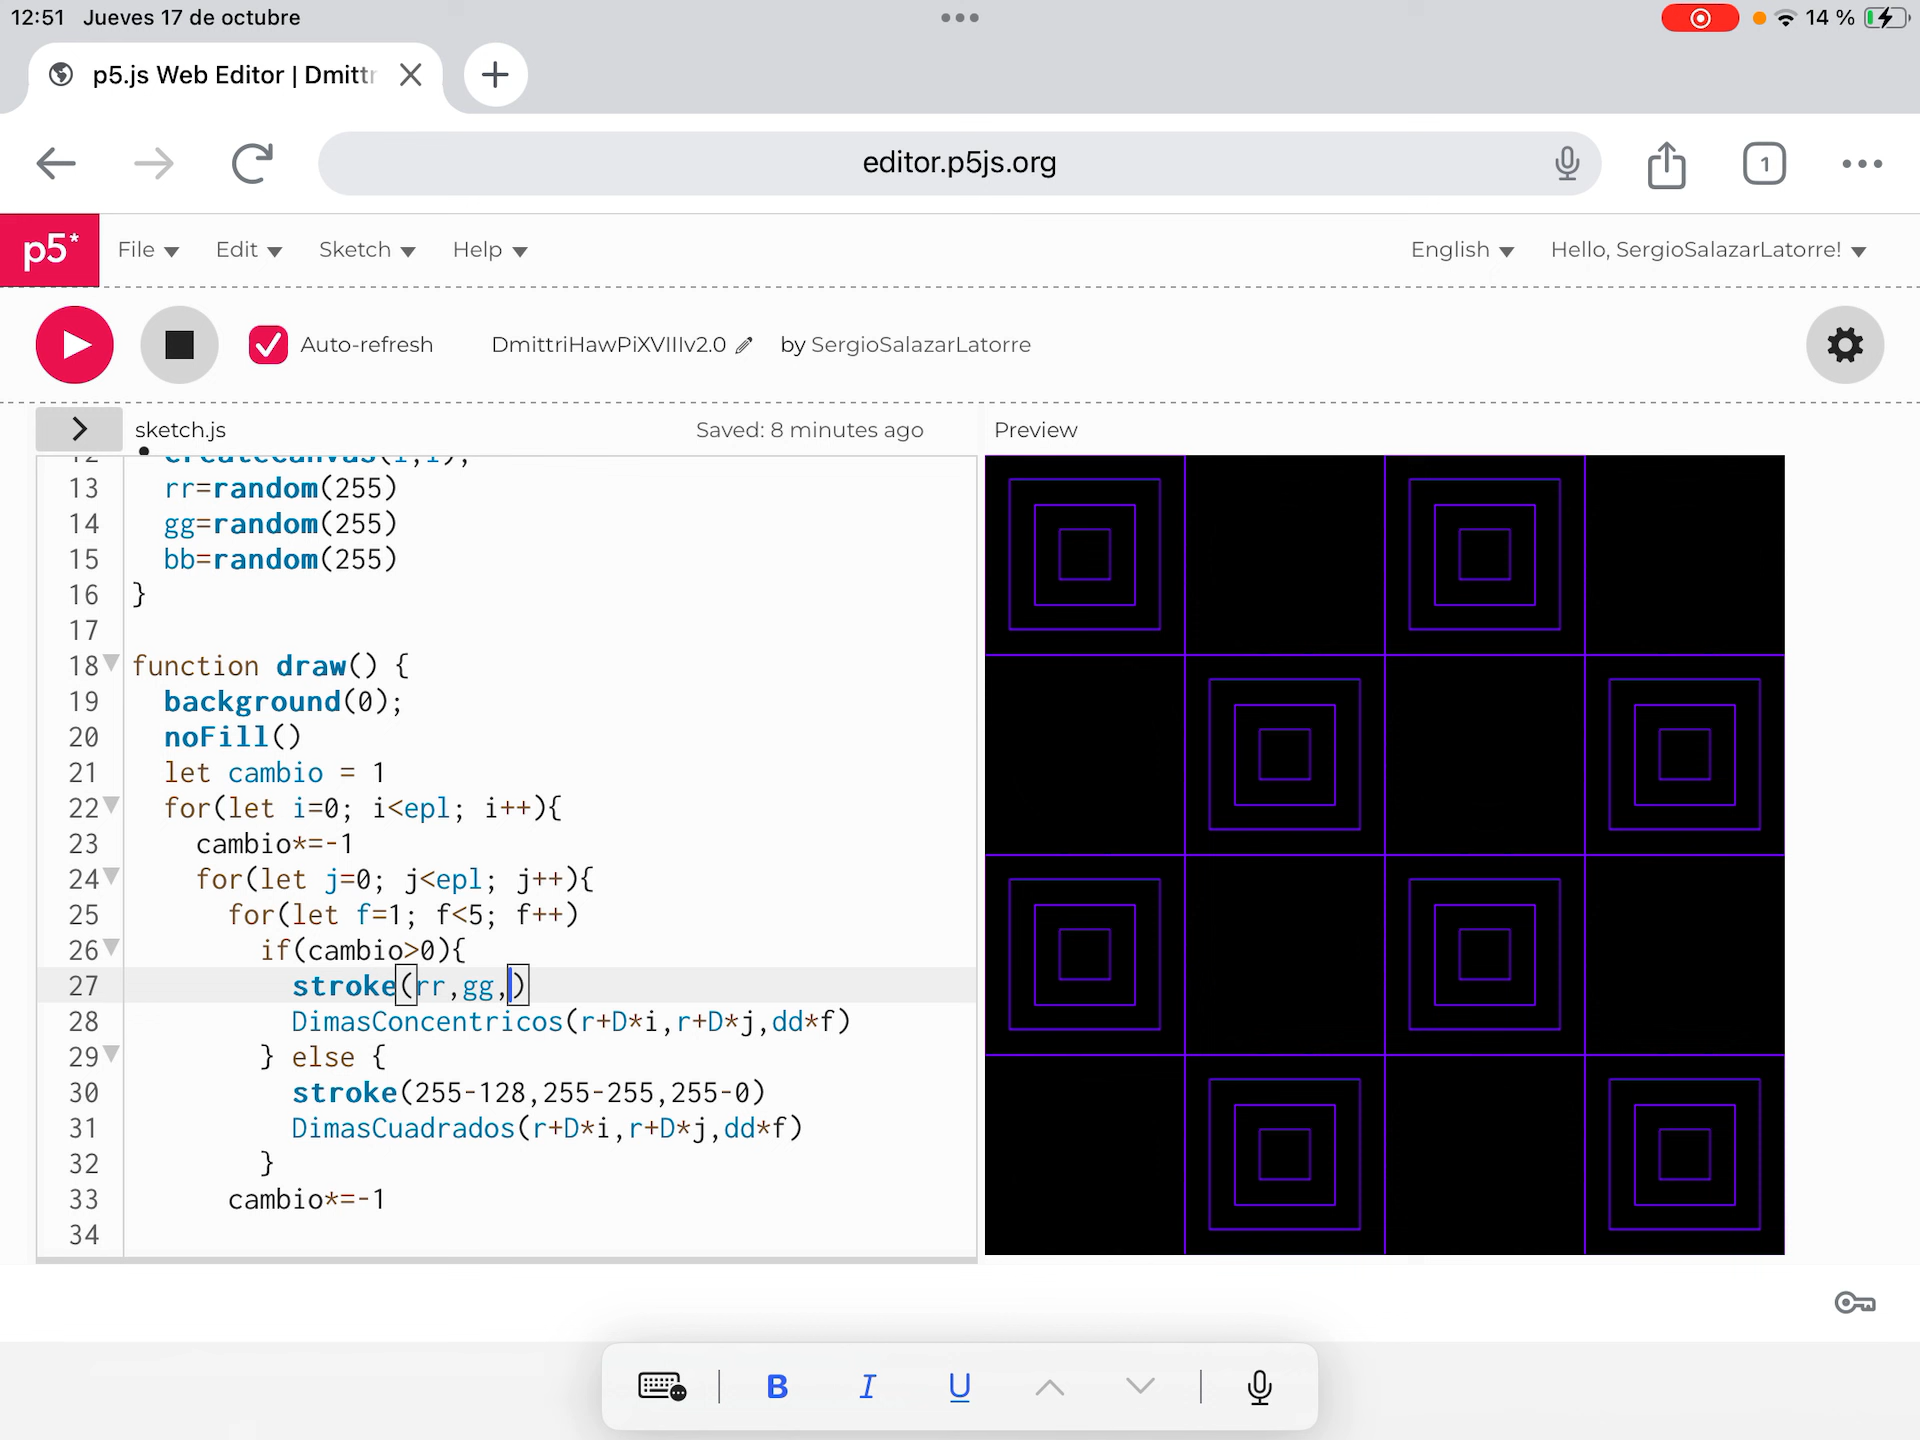 12:51 Jueves 17 de octubre 14 %
p5.js Web Editor | Dmitt
editor.p5js.org 1
p5* File Edit Sketch Help English Hello, SergioSalazarLatorre!
Auto-refresh DmittriHawPiXVIIIv2.0 by SergioSalazarLatorre
sketch.js Saved: 8 minutes ago Preview
12 createCanvas(l,l);
13 rr=random(255)
14 gg=random(255)
15 bb=random(255)
16 }
17
18 function draw() {
19 background(0);
20 noFill()
21 let cambio = 1
22 for(let i=0; i<epl; i++){
23 cambio*=-1
24 for(let j=0; j<epl; j++){
25 for(let f=1; f<5; f++)
26 if(cambio>0){
27 stroke(rr,gg,)
28 DimasConcentricos(r+D*i,r+D*j,dd*f)
29 } else {
30 stroke(255-128,255-255,255-0)
31 DimasCuadrados(r+D*i,r+D*j,dd*f)
32 }
33 cambio*=-1
34
B I U